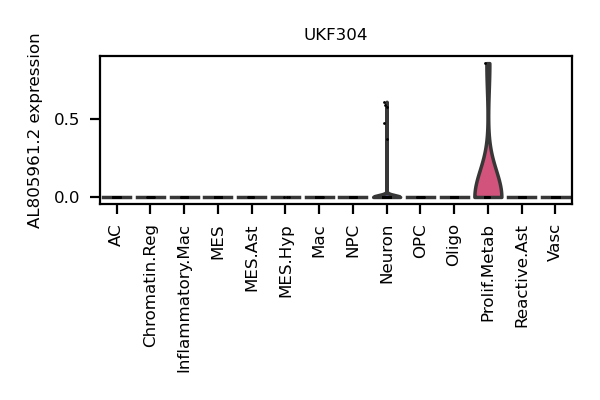 UKF304
AL805961.2 expression
0.5
0.0
AC
Chromatin.Reg
Inflammatory.Mac
MES
MES.Ast
MES.Hyp
Mac
NPC
Neuron
OPC
Oligo
Prolif.Metab
Reactive.Ast
Vasc